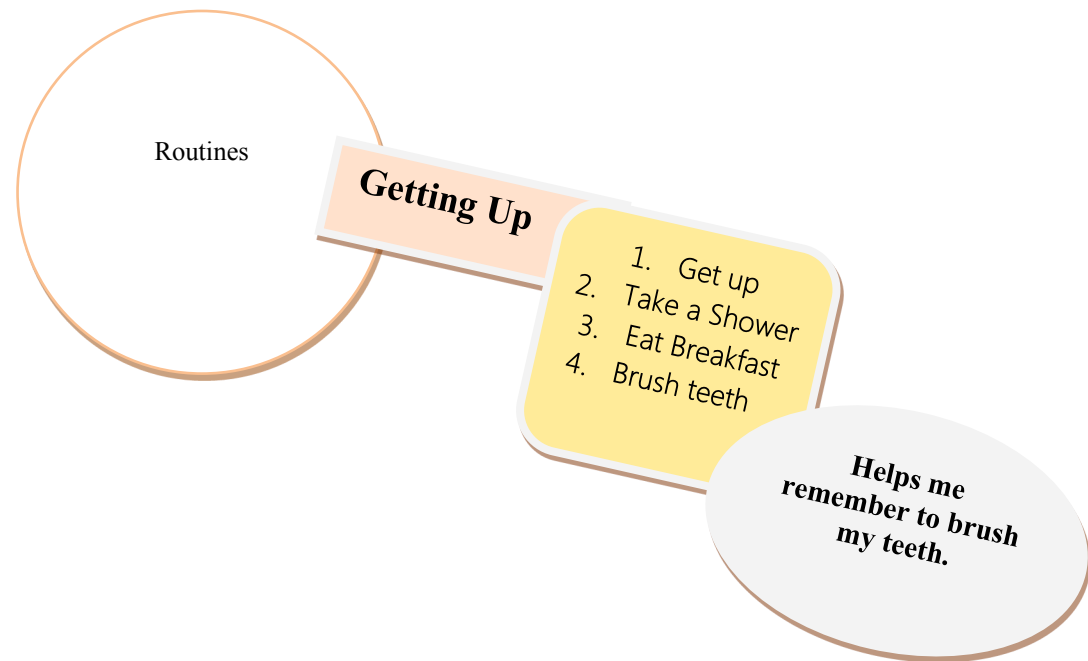 Routines
Getting Up
1. Get up
2. Take a Shower
3. Eat Breakfast
4. Brush teeth
Helps me
remember to brush
my teeth.